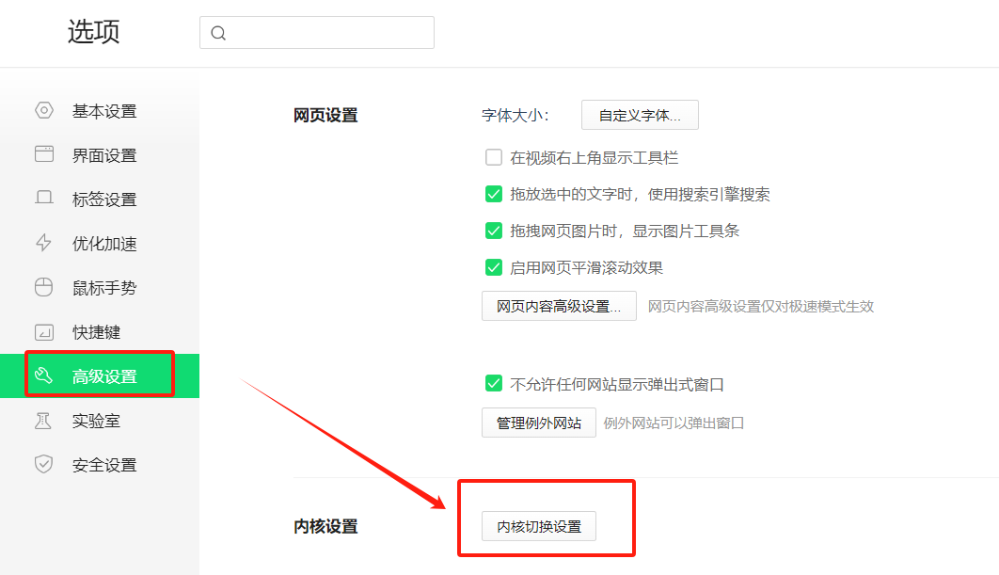 选项
基本设置
界面设置
标签设置
优化加速
鼠标手势
快捷键
高级设置
实验室
安全设置
网页设置
字体大小：
自定义字体...
在视频右上角显示工具栏
拖放选中的文字时，使用搜索引擎搜索
拖拽网页图片时，显示图片工具条
启用网页平滑滚动效果
网页内容高级设置... 网页内容高级设置仅对极速模式生效
不允许任何网站显示弹出式窗口
管理例外网站 例外网站可以弹出窗口
内核设置
内核切换设置